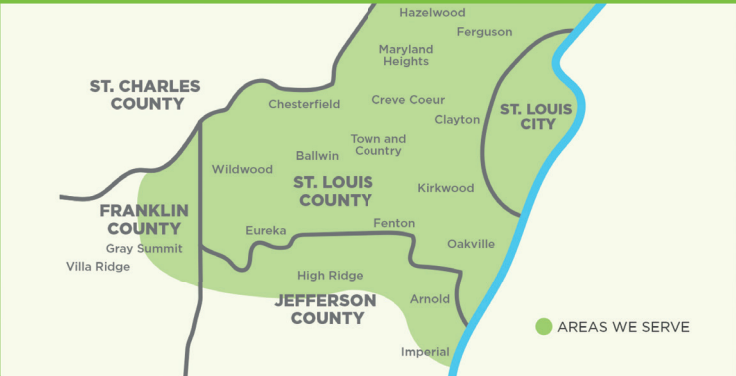 Hazelwood
Ferguson
Maryland
Heights
ST. CHARLES
COUNTY
Chesterfield
Creve Coeur
ST. LOUIS
CITY
Clayton
Town and
Country
Ballwin
Wildwood
ST. LOUIS
COUNTY
Kirkwood
FRANKLIN
COUNTY
Eureka
Fenton
Gray Summit
Oakville
Villa Ridge
High Ridge
JEFFERSON
COUNTY
Arnold
AREAS WE SERVE
Imperial